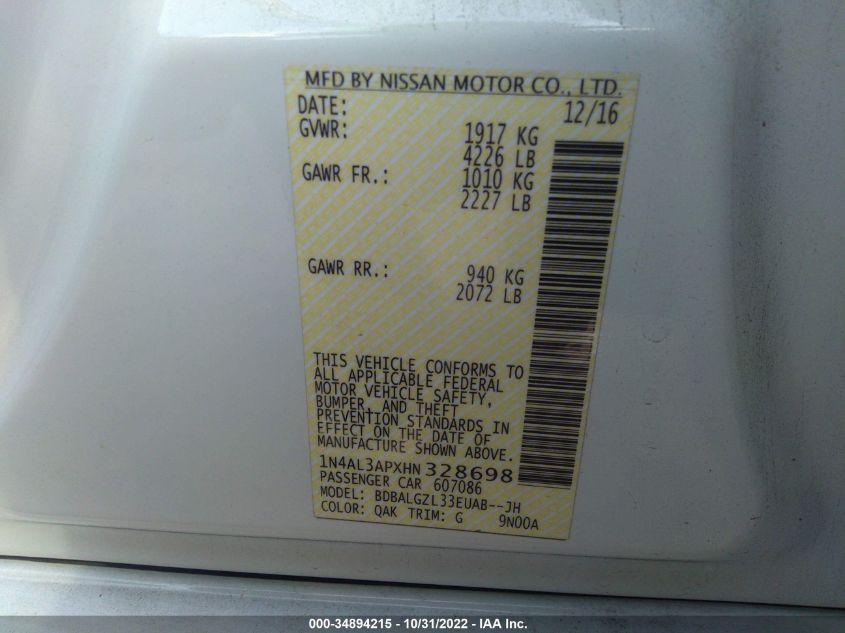 MFD BY NISSAN MOTOR CO., LTD.
DATE: 12/16
GVWR: 1917 KG
4226 LB
GAWR FR.: 1010 KG
2227 LB
GAWR RR.: 940 KG
2072 LB
THIS VEHICLE CONFORMS TO
ALL APPLICABLE FEDERAL
MOTOR VEHICLE SAFETY,
BUMPER, AND THEFT
PREVENTION STANDARDS IN
EFFECT ON THE DATE OF
MANUFACTURE SHOWN ABOVE.
1N4AL3APXHN328698
PASSENGER CAR 607086
MODEL: BDBALGZL33EUAB--JH
COLOR: QAK TRIM: G 9N00A
000-34894215 - 10/31/2022 - IAA Inc.